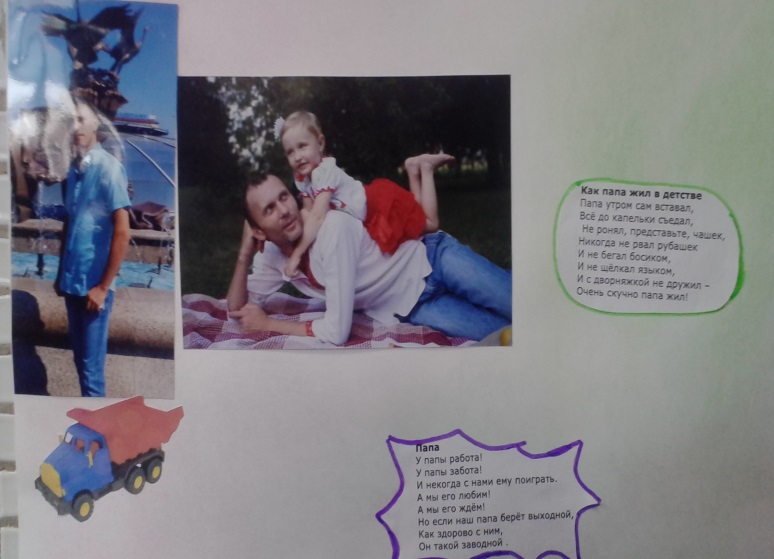 Как папа жил в детстве
Папа утром сам вставал,
Всё до капельки съедал,
Не ронял, представьте, чашек,
Никогда не рвал рубашек
И не бегал босиком,
И не щёлкал языком,
И с дворняжкой не дружил –
Очень скучно папа жил!
Папа
У папы работа!
У папы забота!
И некогда с нами ему поиграть.
А мы его любим!
А мы его ждём!
Но если наш папа берёт выходной,
Как здорово с ним,
Он такой заводной .